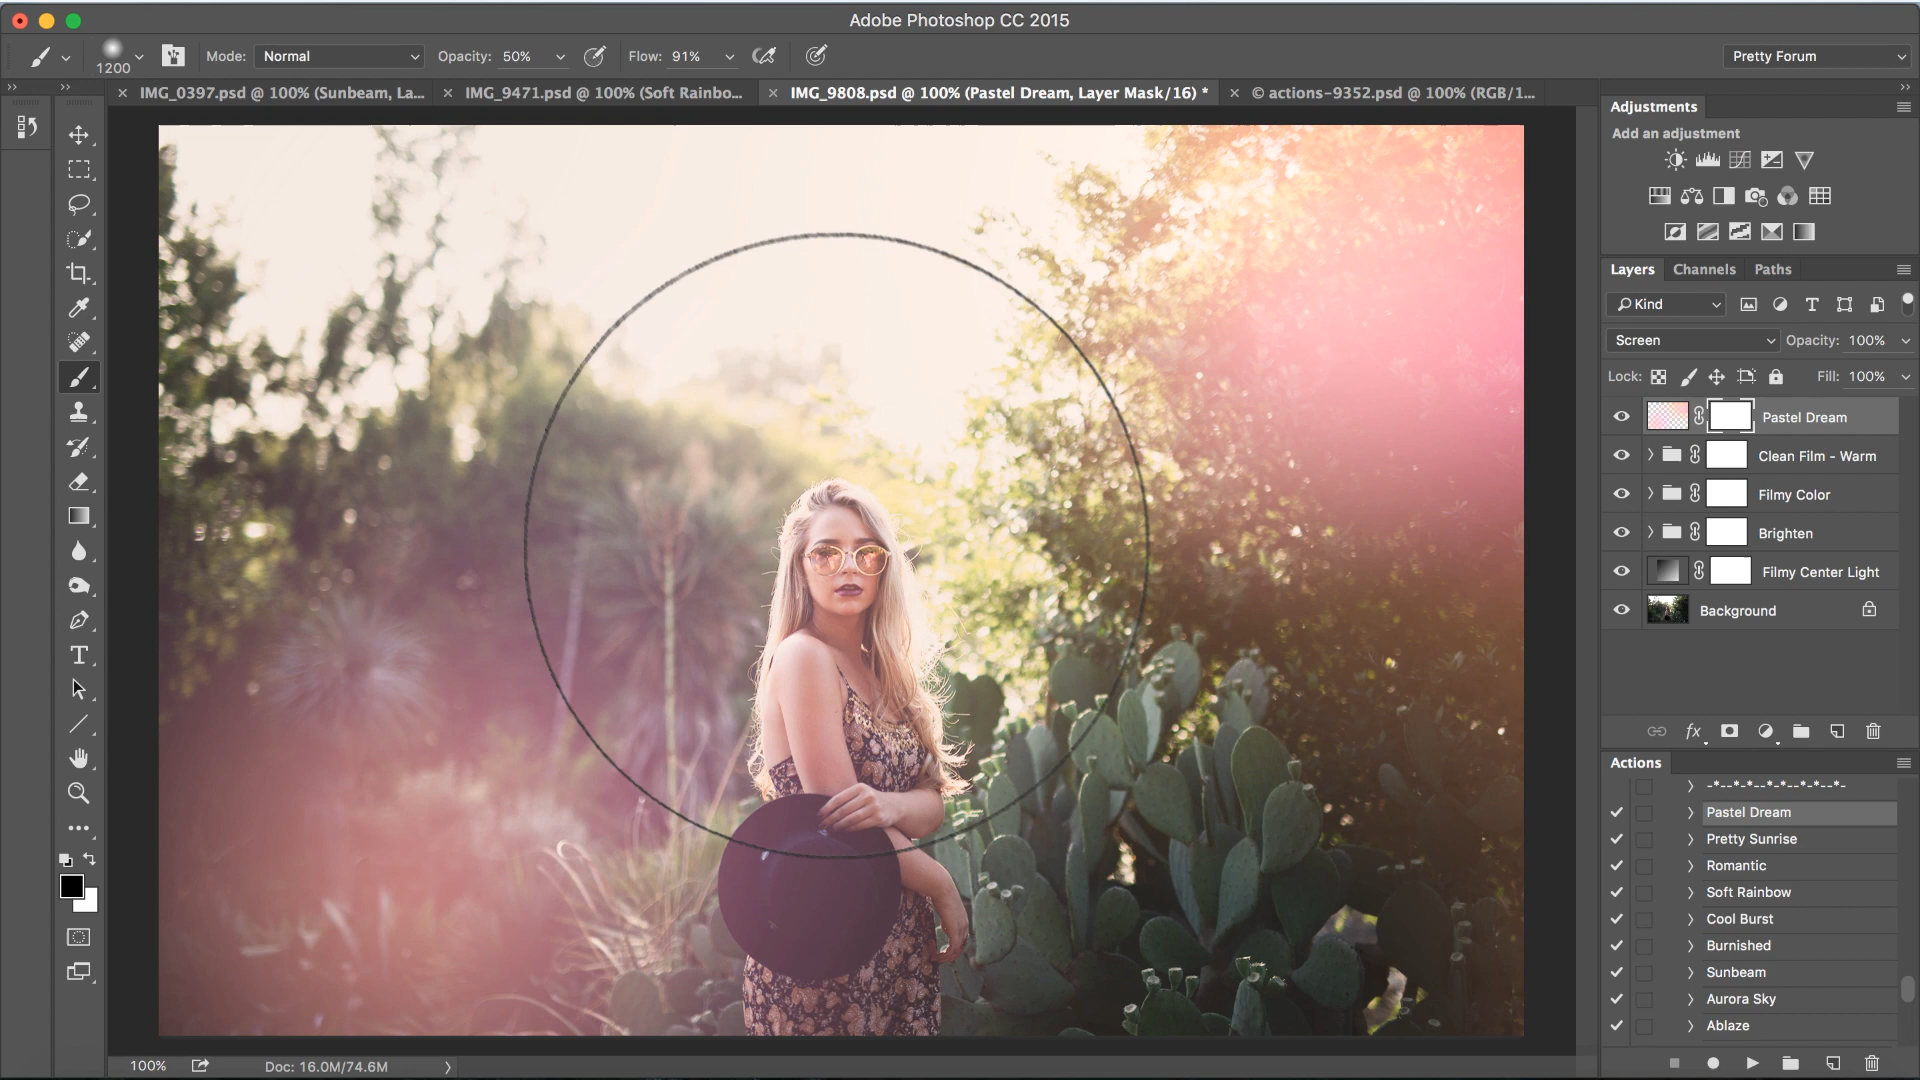 Adobe Photoshop CC 2015
1200
Mode: Normal Opacity: 50% Flow: 91%
Pretty Forum
IMG_0397.psd @ 100% (Sunbeam, La...
IMG_9471.psd @ 100% (Soft Rainbo...
IMG_9808.psd @ 100% (Pastel Dream, Layer Mask/16) *
© actions-9352.psd @ 100% (RGB/1...
Adjustments
Add an adjustment
Layers Channels Paths
Kind
Screen Opacity: 100%
Lock: Fill: 100%
Pastel Dream
Clean Film - Warm
Filmy Color
Brighten
Filmy Center Light
Background
fx
Actions
-*--*-*--*-*--*-*--*-
Pastel Dream
Pretty Sunrise
Romantic
Soft Rainbow
Cool Burst
Burnished
Sunbeam
Aurora Sky
Ablaze
100% Doc: 16.0M/74.6M